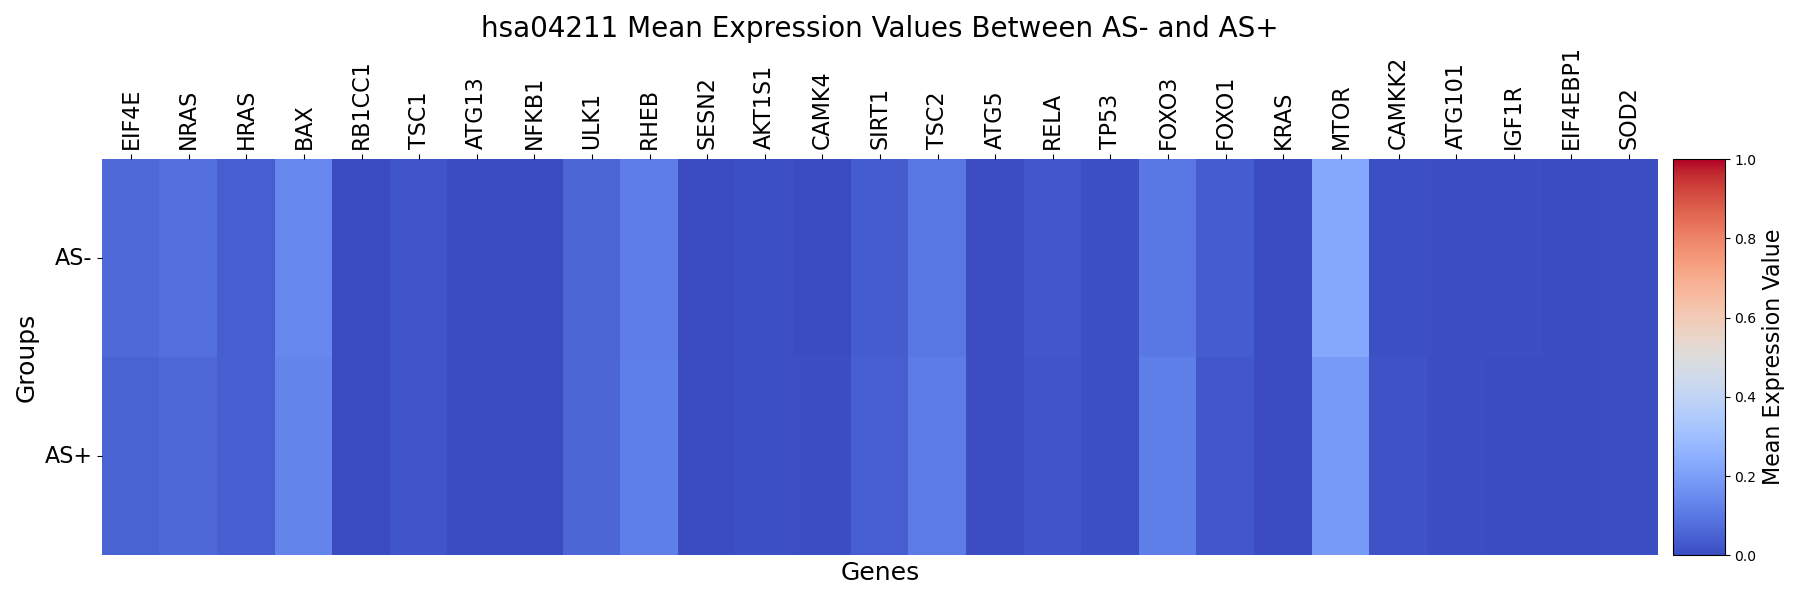 hsa04211 Mean Expression Values Between AS- and AS+
EIF4E
NRAS
HRAS
BAX
RB1CC1
TSC1
ATG13
NFKB1
ULK1
RHEB
SESN2
AKT1S1
CAMK4
SIRT1
TSC2
ATG5
RELA
TP53
FOXO3
FOXO1
KRAS
MTOR
CAMKK2
ATG101
IGF1R
EIF4EBP1
SOD2
Groups
AS-
AS+
Genes
1.0
0.8
0.6
0.4
0.2
0.0
Mean Expression Value